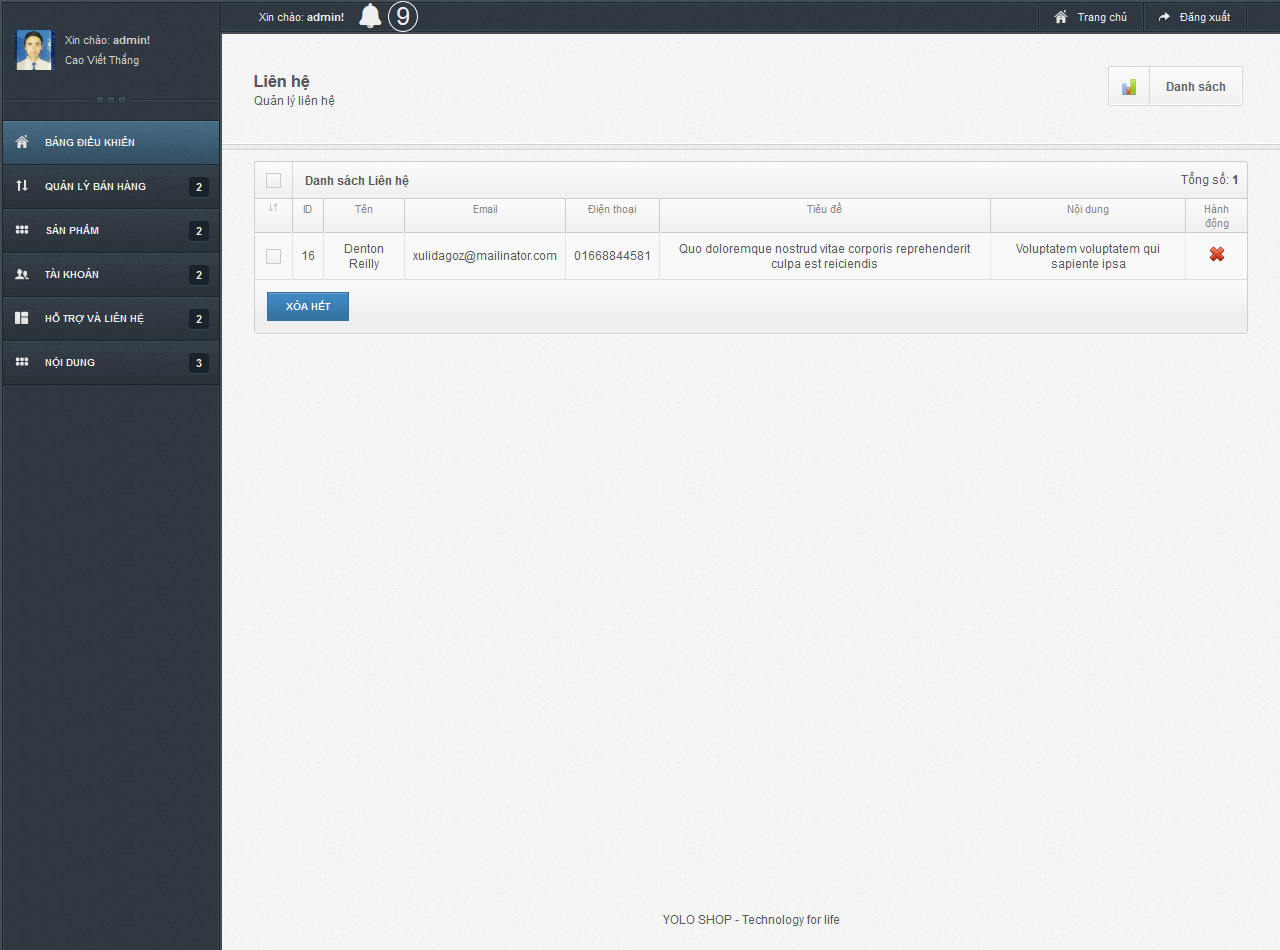 Xin chào: admin!
Cao Viết Thắng
Xin chào: admin!
9
Trang chủ
Đăng xuất
BẢNG ĐIỀU KHIỂN
QUẢN LÝ BÁN HÀNG 2
SẢN PHẨM 2
TÀI KHOẢN 2
HỖ TRỢ VÀ LIÊN HỆ 2
NỘI DUNG 3
Liên hệ
Quản lý liên hệ
Danh sách
Danh sách Liên hệ
Tổng số: 1
ID Tên Email Điện thoại Tiêu đề Nội dung Hành
động
16 Denton
Reilly
xulidagoz@mailinator.com
01668844581
Quo doloremque nostrud vitae corporis reprehenderit
culpa est reiciendis
Voluptatem voluptatem qui
sapiente ipsa
XÓA HẾT
YOLO SHOP - Technology for life